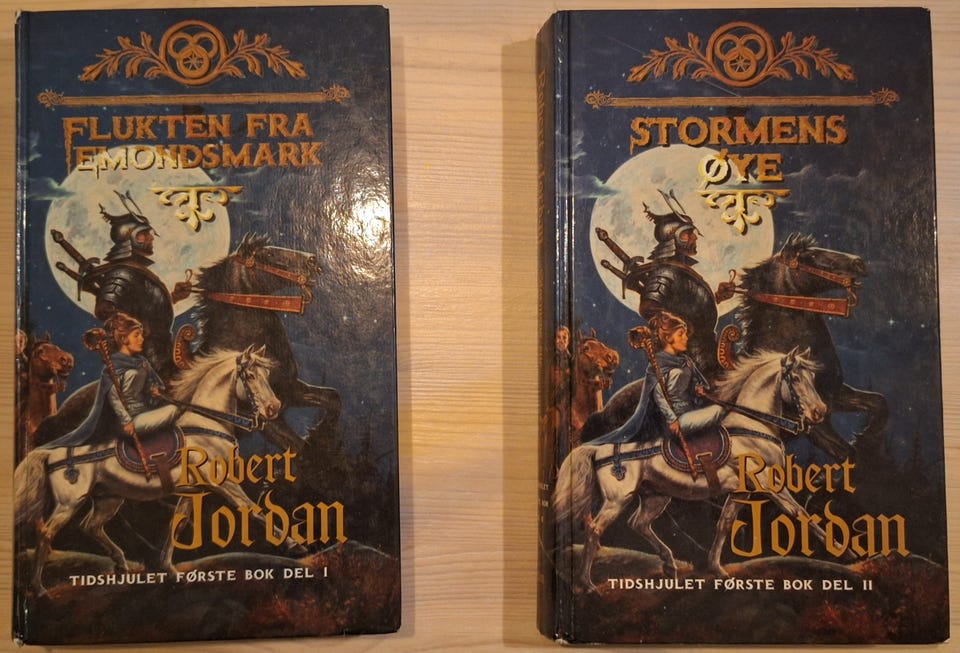 FLUKTEN FRA
EMONDSMARK
Robert
Jordan
TIDSHJULET FØRSTE BOK DEL I
STORMENS
ØYE
Robert
Jordan
TIDSHJULET FØRSTE BOK DEL II